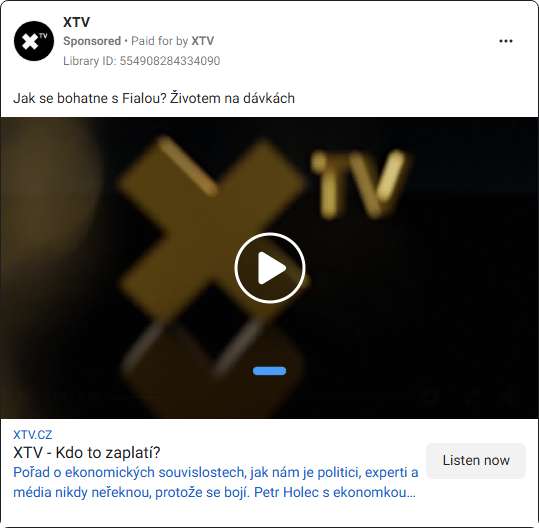 XTV
Sponsored • Paid for by XTV
Library ID: 554908284334090
XTV
Jak se bohatne s Fialou? Životem na dávkách
XTV
XTV.CZ
XTV - Kdo to zaplatí?
Pořad o ekonomických souvislostech, jak nám je politici, experti a
média nikdy neřeknou, protože se bojí. Petr Holec s ekonomkou...
Listen now